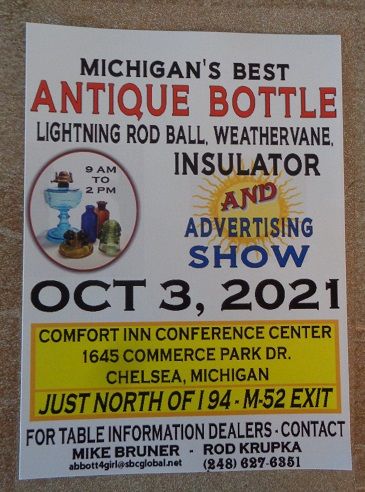 MICHIGAN'S BEST
ANTIQUE BOTTLE
LIGHTNING ROD BALL, WEATHERVANE,
INSULATOR
9 AM
TO
2 PM
AND
ADVERTISING
SHOW
OCT 3, 2021
COMFORT INN CONFERENCE CENTER
1645 COMMERCE PARK DR.
CHELSEA, MICHIGAN
JUST NORTH OF I 94 - M-52 EXIT
FOR TABLE INFORMATION DEALERS - CONTACT
MIKE BRUNER - ROD KRUPKA
abbott4girl@sbcglobal.net (248) 627-6351